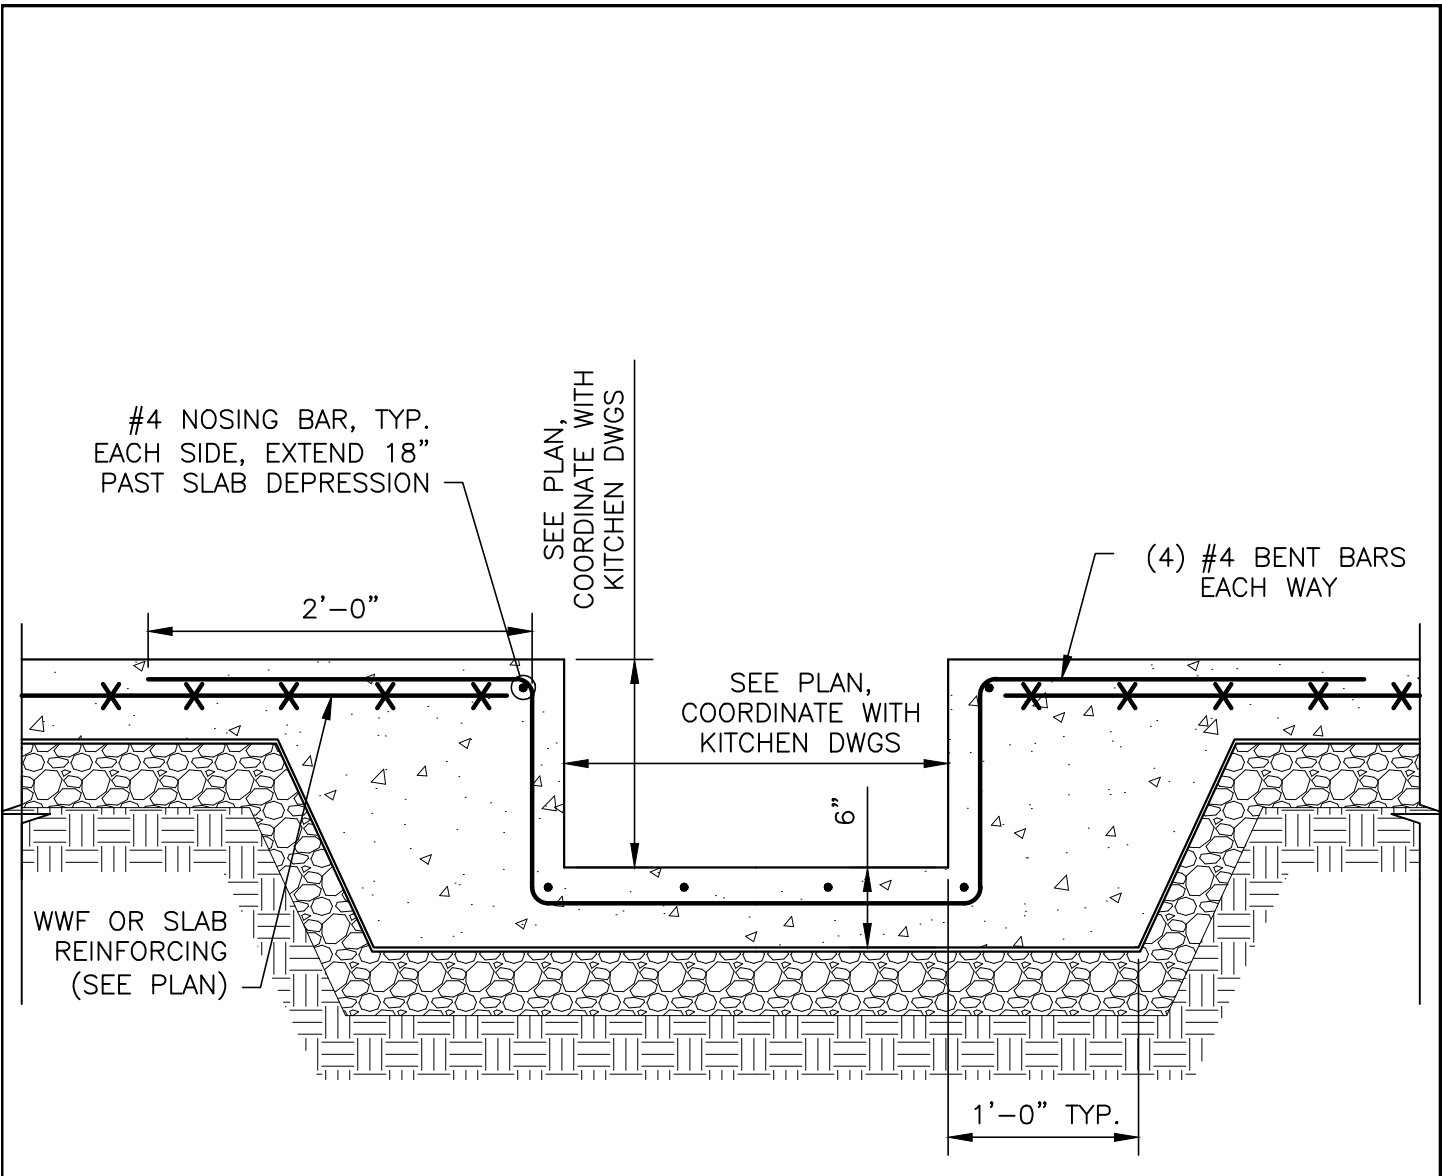 #4 NOSING BAR, TYP.
EACH SIDE, EXTEND 18"
PAST SLAB DEPRESSION
SEE PLAN,
COORDINATE WITH
KITCHEN DWGS
(4) #4 BENT BARS
EACH WAY
2'-0"
SEE PLAN,
COORDINATE WITH
KITCHEN DWGS
6"
WWF OR SLAB
REINFORCING
(SEE PLAN)
1'-0" TYP.